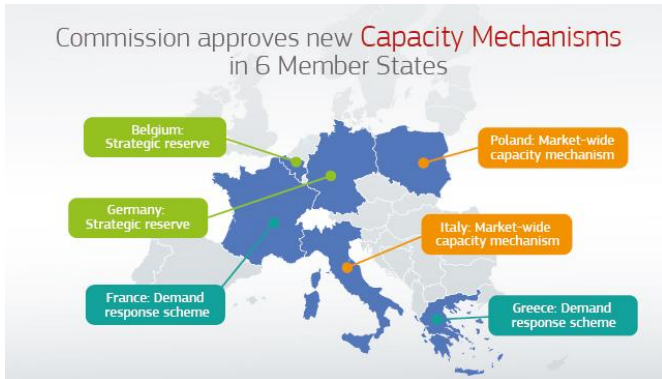 Commission approves new Capacity Mechanisms
in 6 Member States
Belgium:
Strategic reserve
Poland: Market-wide
capacity mechanism
Germany:
Strategic reserve
Italy: Market-wide
capacity mechanism
France: Demand
response scheme
Greece: Demand
response scheme